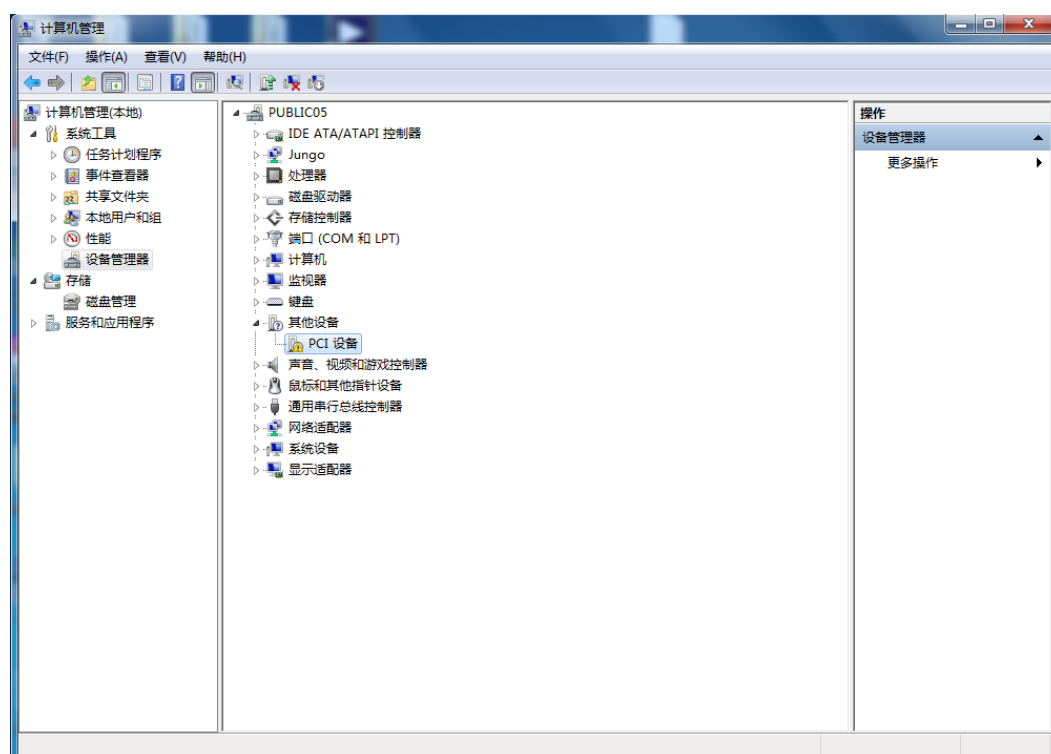 计算机管理
文件(F) 操作(A) 查看(V) 帮助(H)
计算机管理(本地)
系统工具
任务计划程序
事件查看器
共享文件夹
本地用户和组
性能
设备管理器
存储
磁盘管理
服务和应用程序
PUBLIC05
IDE ATA/ATAPI 控制器
Jungo
处理器
磁盘驱动器
存储控制器
端口 (COM 和 LPT)
计算机
监视器
键盘
其他设备
PCI 设备
声音、视频和游戏控制器
鼠标和其他指针设备
通用串行总线控制器
网络适配器
系统设备
显示适配器
操作
设备管理器
更多操作